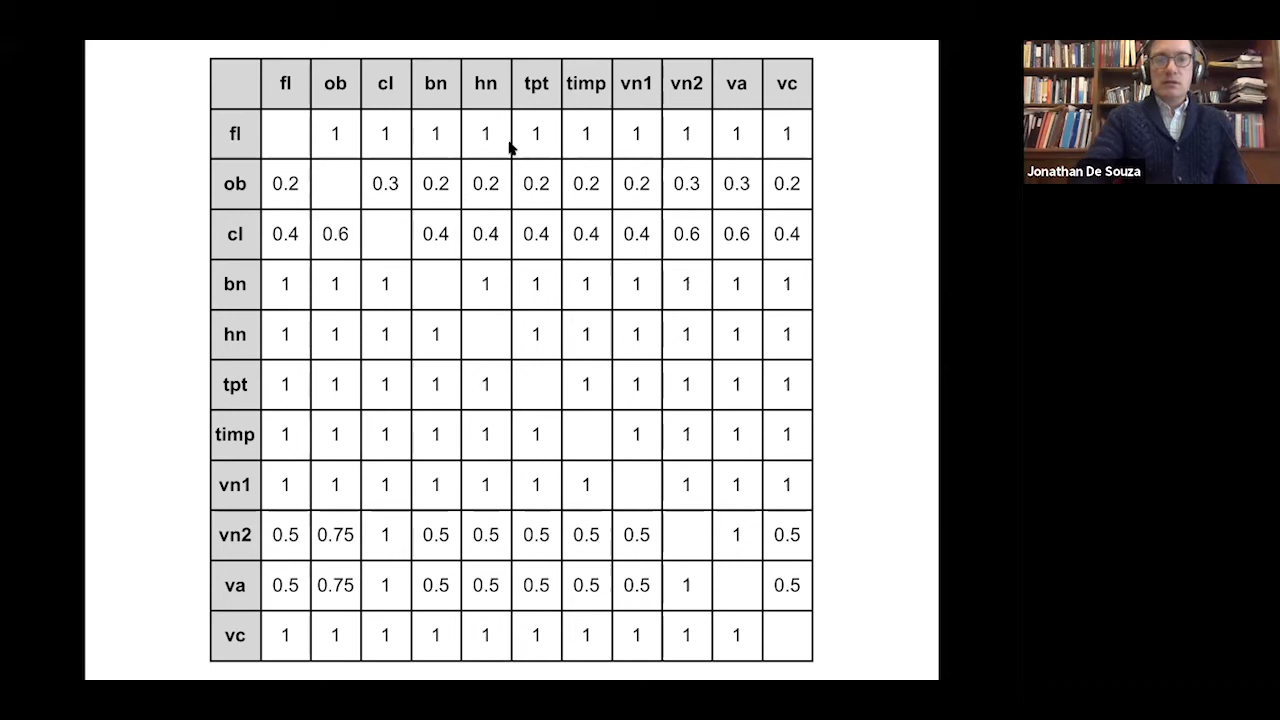 fl ob cl bn hn tpt timp vn1 vn2 va vc
fl 1 1 1 1 1 1 1 1 1 1
ob 0.2 0.3 0.2 0.2 0.2 0.2 0.2 0.3 0.3 0.2
cl 0.4 0.6 0.4 0.4 0.4 0.4 0.4 0.6 0.6 0.4
bn 1 1 1 1 1 1 1 1 1 1
hn 1 1 1 1 1 1 1 1 1 1
tpt 1 1 1 1 1 1 1 1 1 1
timp 1 1 1 1 1 1 1 1 1 1
vn1 1 1 1 1 1 1 1 1 1 1
vn2 0.5 0.75 1 0.5 0.5 0.5 0.5 0.5 1 0.5
va 0.5 0.75 1 0.5 0.5 0.5 0.5 0.5 1 0.5
vc 1 1 1 1 1 1 1 1 1 1
Jonathan De Souza